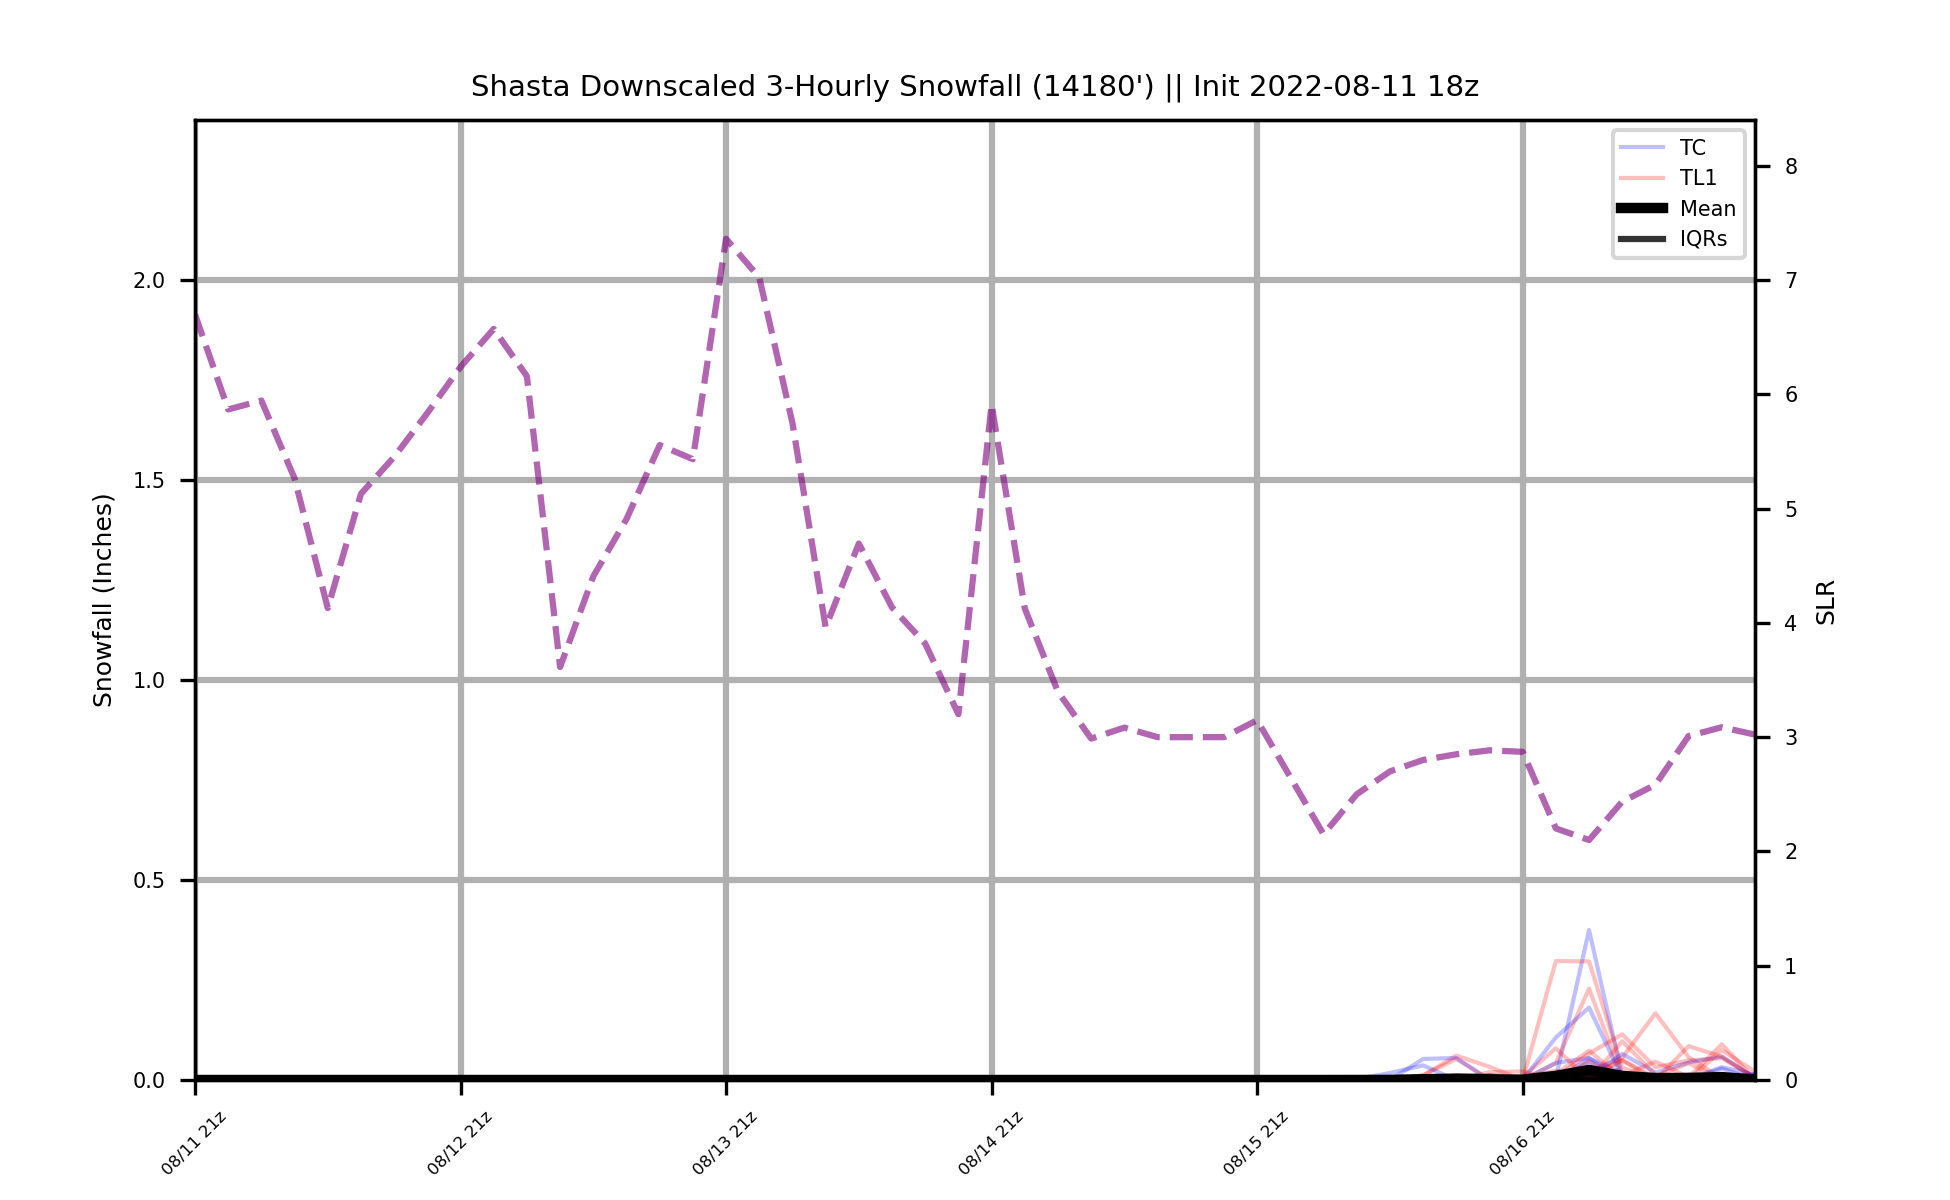 Shasta Downscaled 3-Hourly Snowfall (14180') || Init 2022-08-11 18z
TC
TL1
Mean
IQRs
Snowfall (Inches)
2.0
1.5
1.0
0.5
0.0
8
7
6
5
4
3
2
1
0
SLR
08/11 21z
08/12 21z
08/13 21z
08/14 21z
08/15 21z
08/16 21z